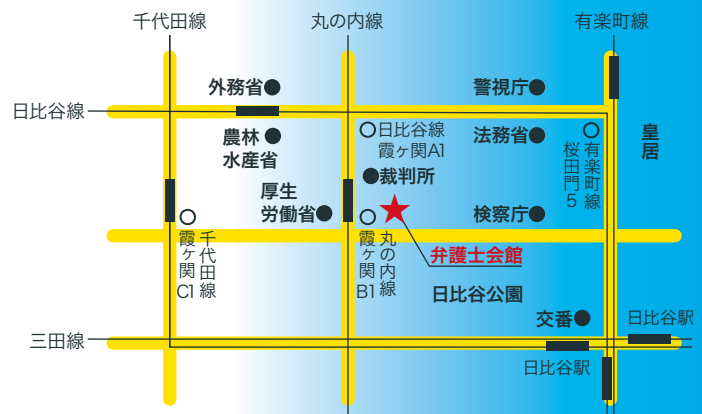 千代田線
丸の内線
有楽町線
外務省
警視庁
日比谷線
日比谷線
霞ヶ関A1
農林
水産省
法務省
有楽町線
桜田門5
皇居
裁判所
厚生
労働省
検察庁
千代田線
霞ヶ関C1
丸の内線
霞ヶ関B1
弁護士会館
日比谷公園
交番
日比谷駅
三田線
日比谷駅